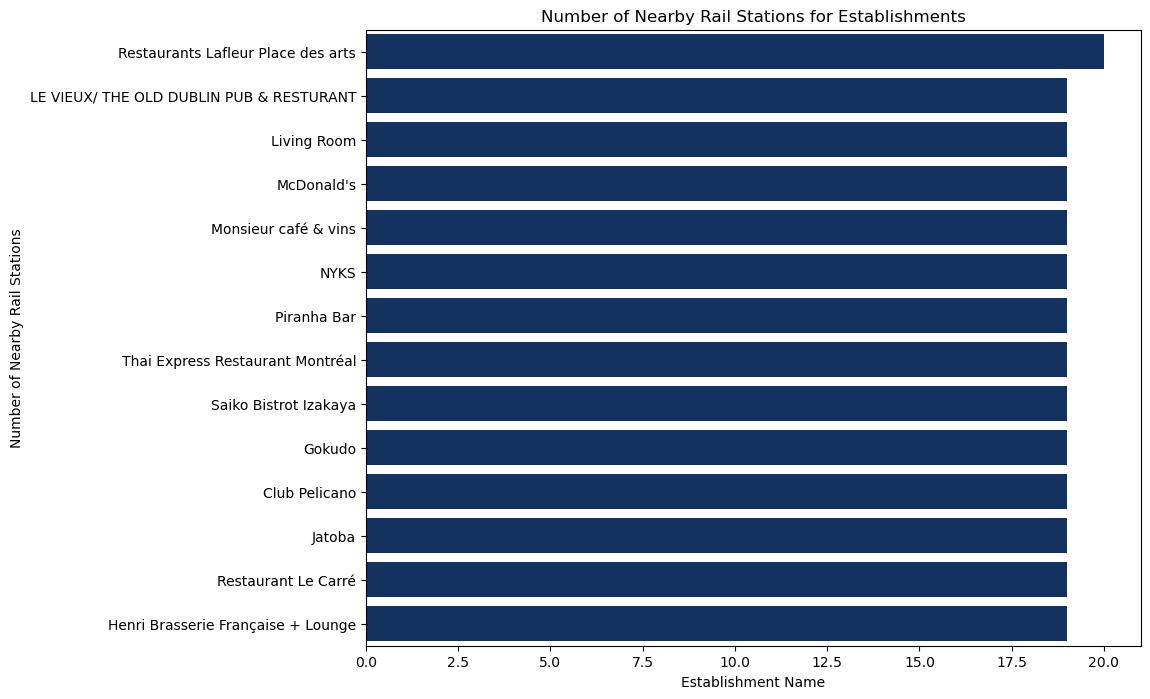 Number of Nearby Rail Stations for Establishments
Restaurants Lafleur Place des arts
LE VIEUX/ THE OLD DUBLIN PUB & RESTURANT
Living Room
McDonald's
Monsieur café & vins
NYKS
Piranha Bar
Thai Express Restaurant Montréal
Saiko Bistrot Izakaya
Gokudo
Club Pelicano
Jatoba
Restaurant Le Carré
Henri Brasserie Française + Lounge
Number of Nearby Rail Stations
0.0 2.5 5.0 7.5 10.0 12.5 15.0 17.5 20.0
Establishment Name